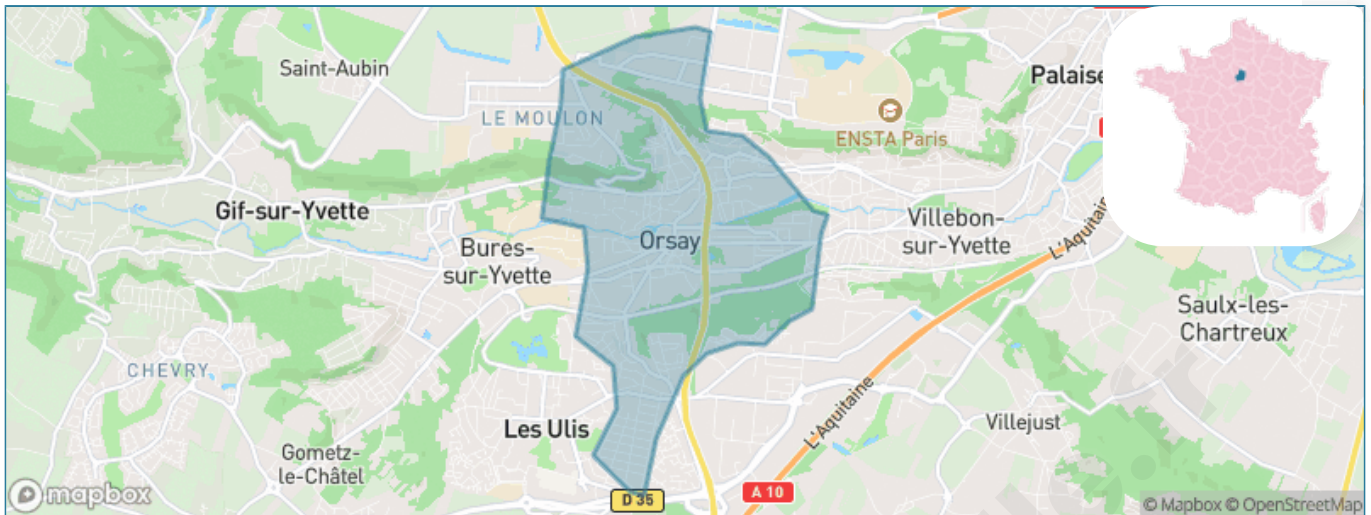 Saint-Aubin
Palaise
LE MOULON
ENSTA Paris
Gif-sur-Yvette
Villebon-
sur-Yvette
Orsay
Bures-
sur-Yvette
L'Aquitaine
Saulx-les-
Chartreux
CHEVRY
L'Aquitaine
Les Ulis
Villejust
Gometz-
le-Châtel
D 35
A 10
mapbox
© Mapbox © OpenStreetMap